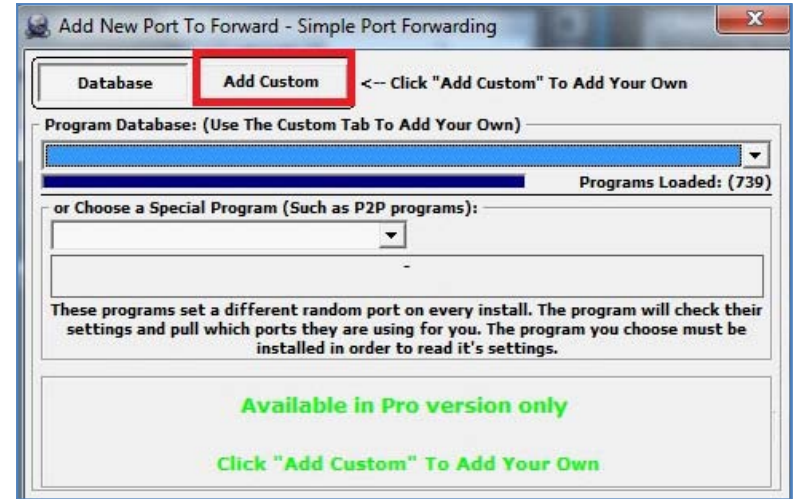 Add New Port To Forward - Simple Port Forwarding
Database
Add Custom
<-- Click "Add Custom" To Add Your Own
Program Database: (Use The Custom Tab To Add Your Own)
Programs Loaded: (739)
or Choose a Special Program (Such as P2P programs):
-
These programs set a different random port on every install. The program will check their
settings and pull which ports they are using for you. The program you choose must be
installed in order to read it's settings.
Available in Pro version only
Click "Add Custom" To Add Your Own